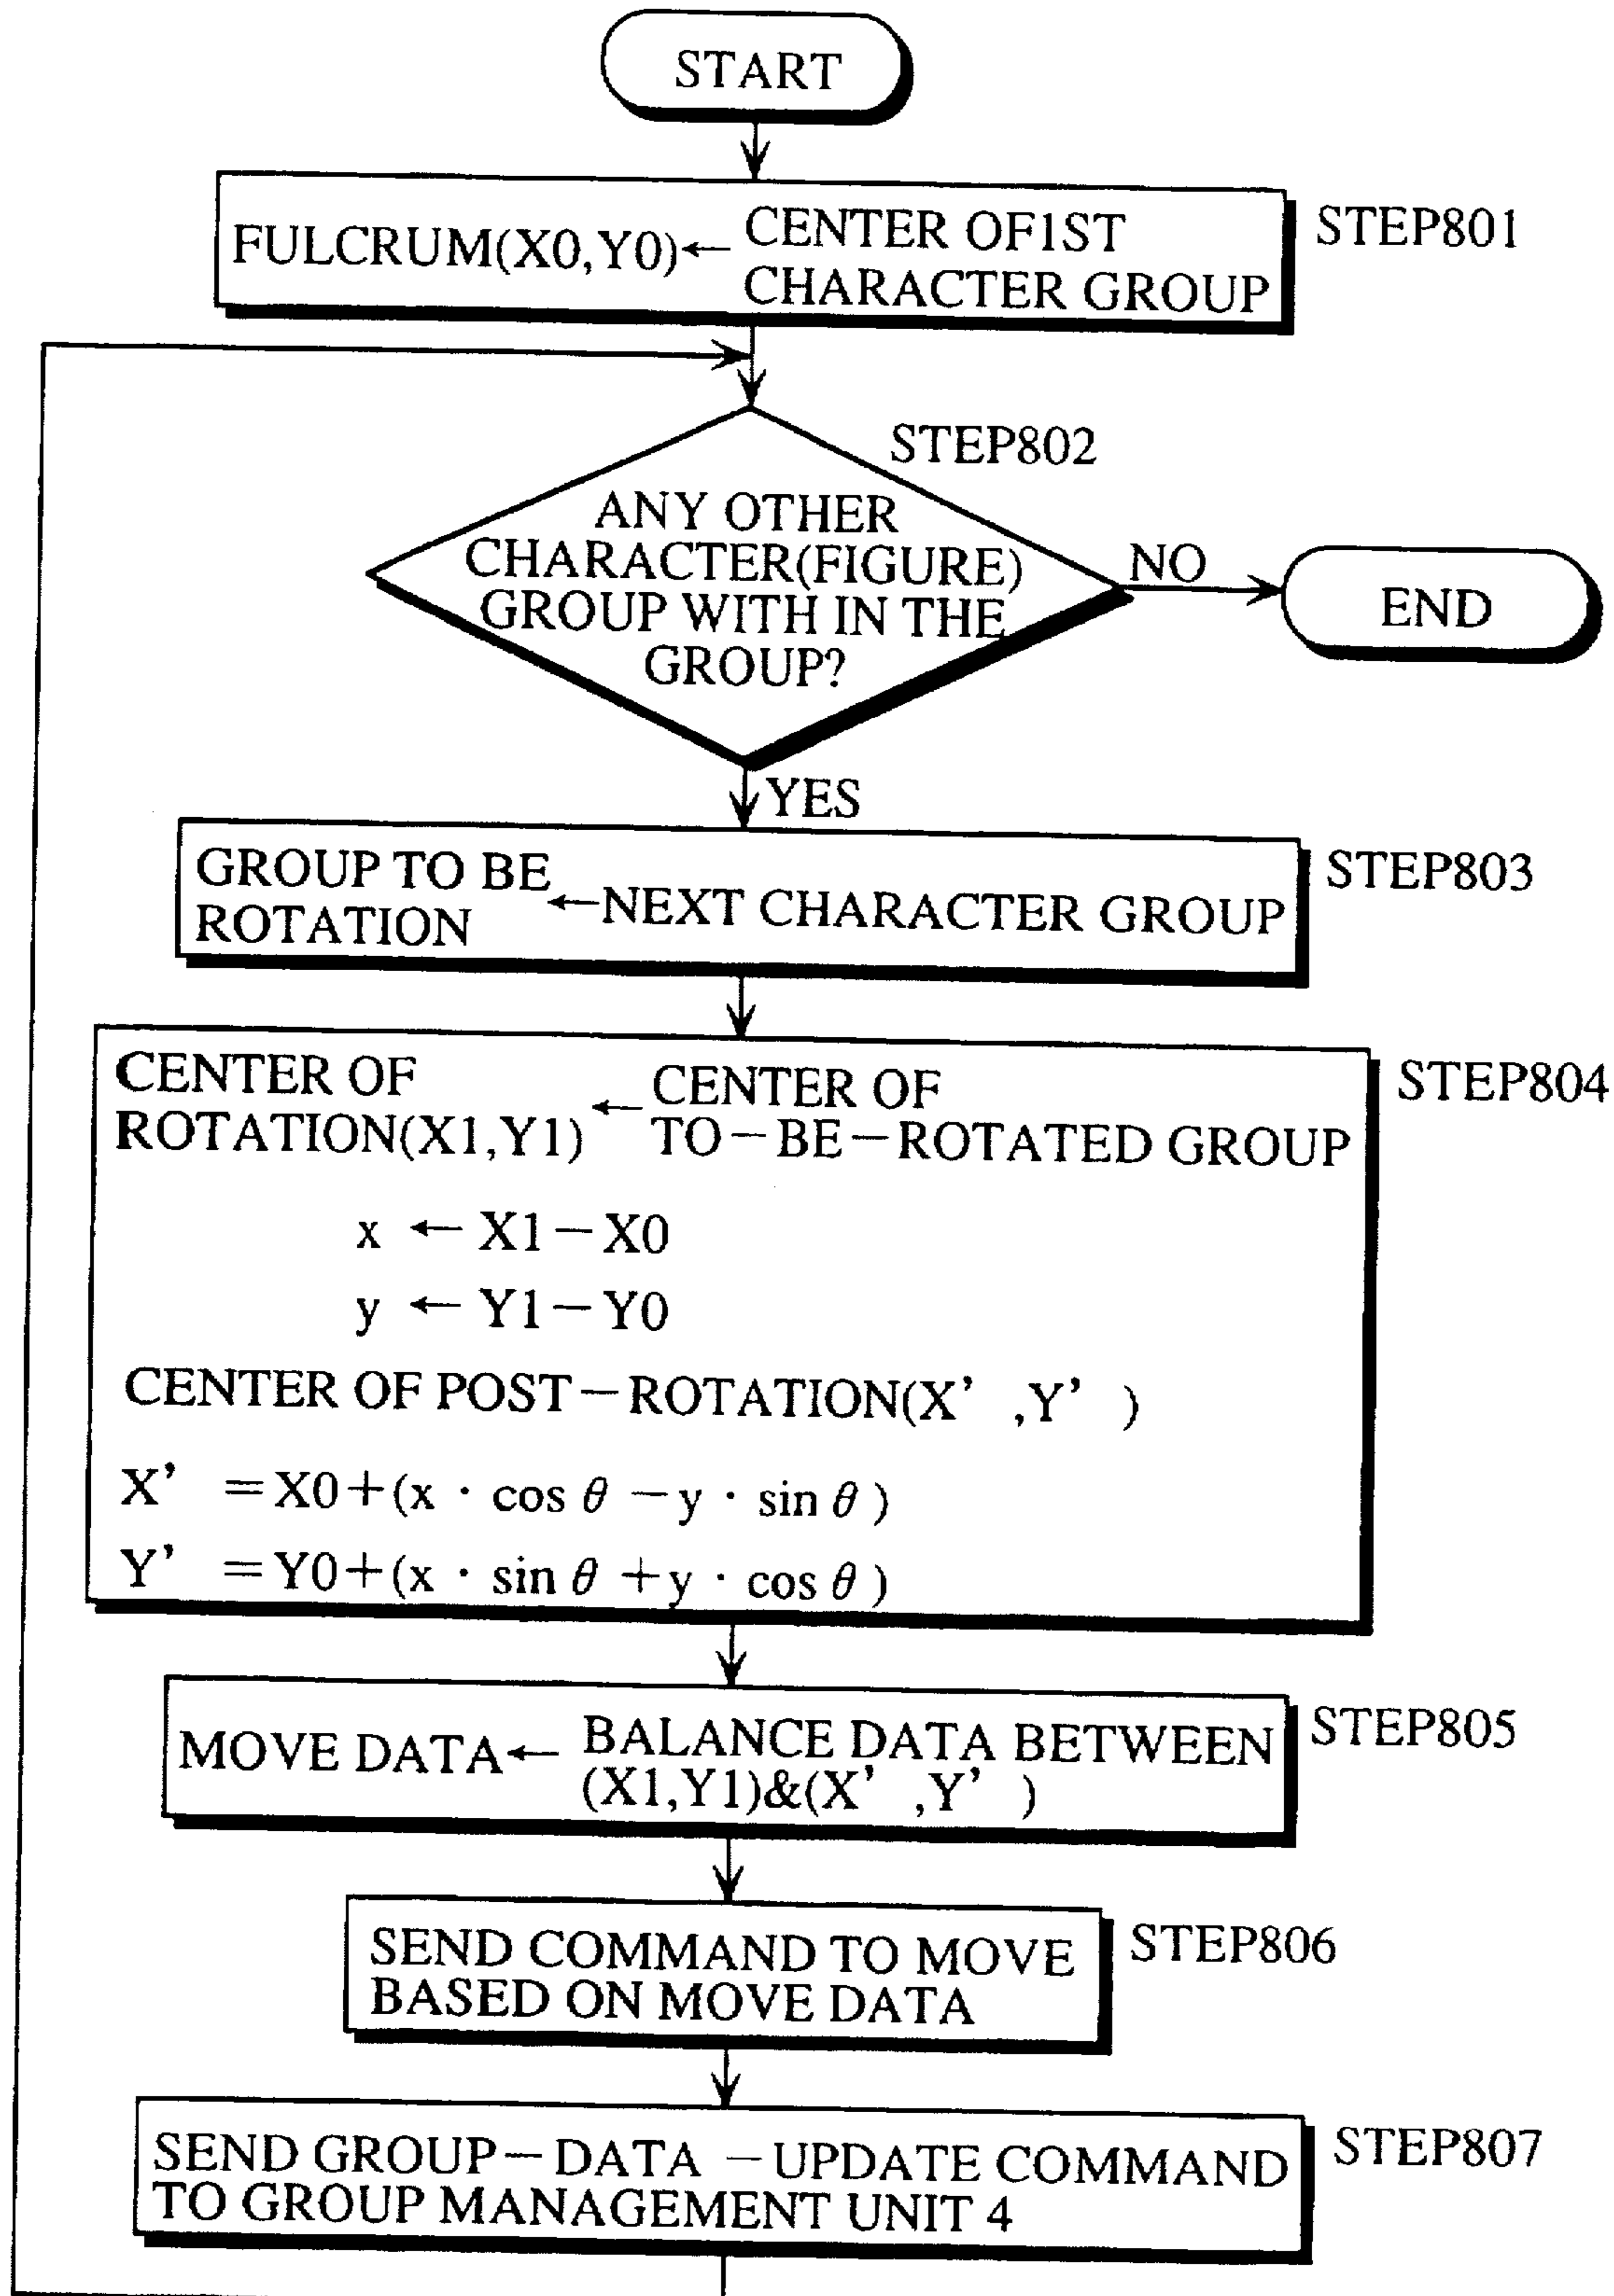 START
FULCRUM(X0,Y0)← CENTER OF1ST
CHARACTER GROUP
STEP801
STEP802
ANY OTHER
CHARACTER(FIGURE)
GROUP WITH IN THE
GROUP?
NO
END
YES
GROUP TO BE
ROTATION
←NEXT CHARACTER GROUP
STEP803
CENTER OF
ROTATION(X1,Y1)
← CENTER OF
TO－BE－ROTATED GROUP
STEP804
x ← X1－X0
y ← Y1－Y0
CENTER OF POST－ROTATION(X' ,Y' )
X' ＝X0＋(x · cos θ －y · sin θ )
Y' ＝Y0＋(x · sin θ ＋y · cos θ )
MOVE DATA← BALANCE DATA BETWEEN
(X1,Y1)&(X' ,Y' )
STEP805
SEND COMMAND TO MOVE
BASED ON MOVE DATA
STEP806
SEND GROUP－DATA －UPDATE COMMAND
TO GROUP MANAGEMENT UNIT 4
STEP807